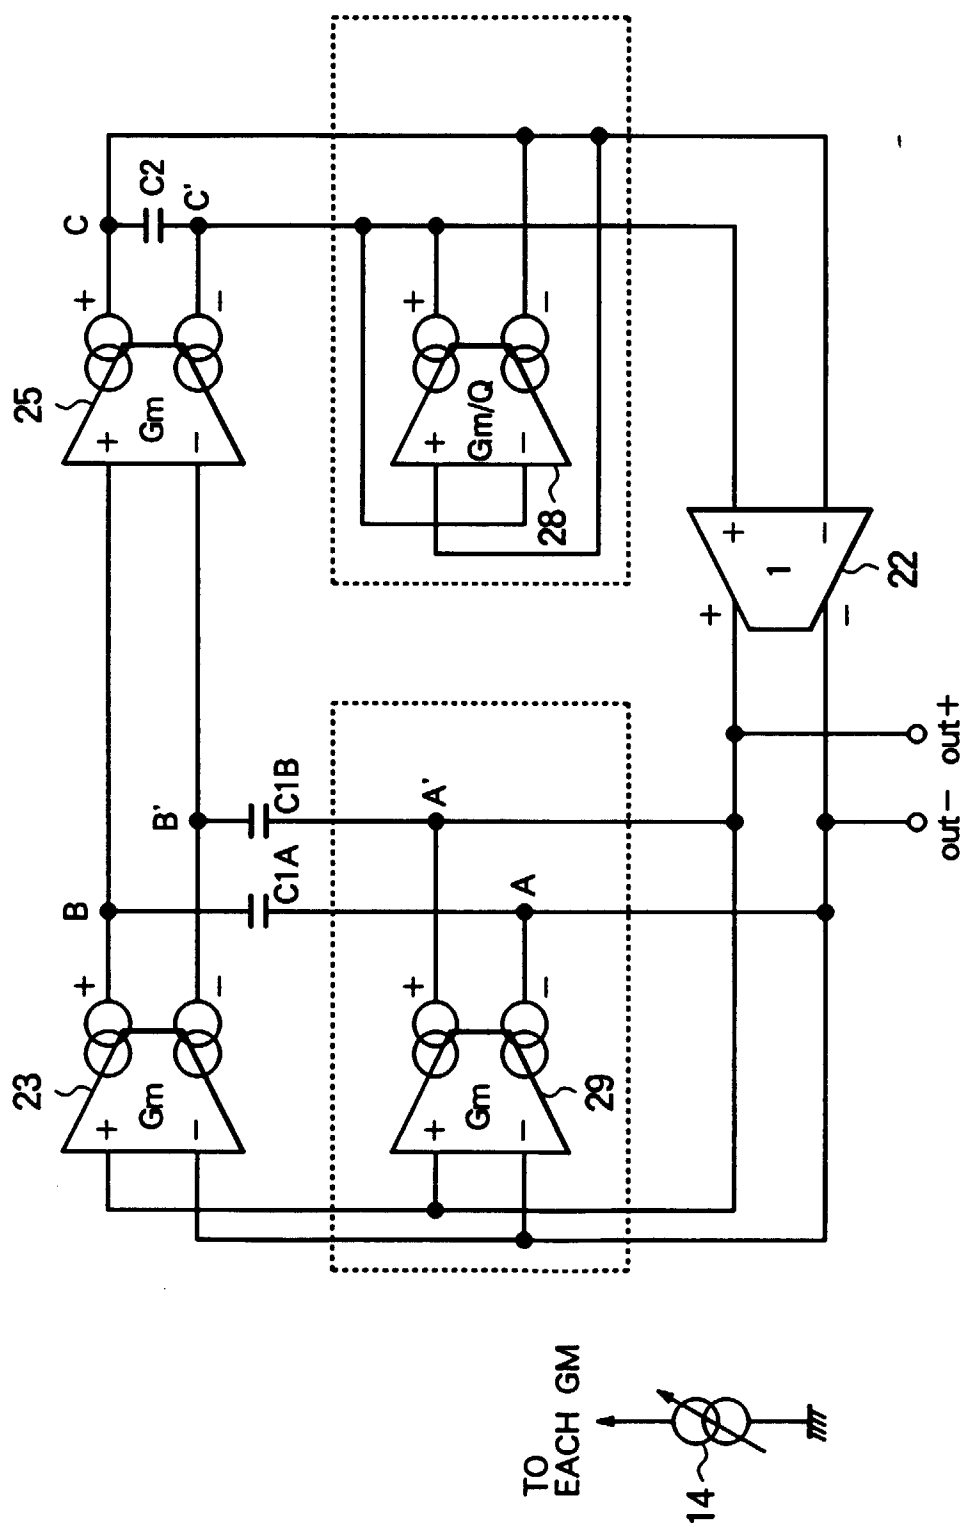 25
C
C2
C'
+
−
+
Gm
−
+
−
+
Gm/Q
−
28
+
1
−
22
+
−
out+
out−
B'
B
C1B
C1A
A'
A
23
+
−
+
Gm
−
+
−
+
Gm
−
29
TO
EACH GM
14